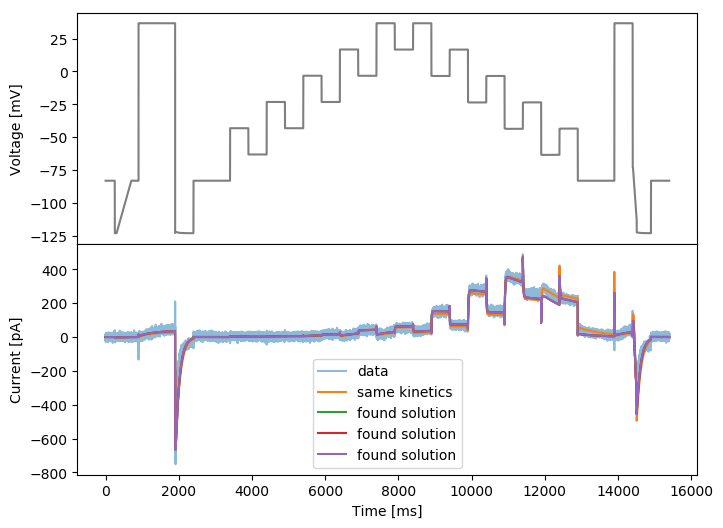 25
0
−25
−50
−75
−100
−125
Voltage [mV]
400
200
0
−200
−400
−600
−800
Current [pA]
data
same kinetics
found solution
found solution
found solution
0 2000 4000 6000 8000 10000 12000 14000 16000
Time [ms]